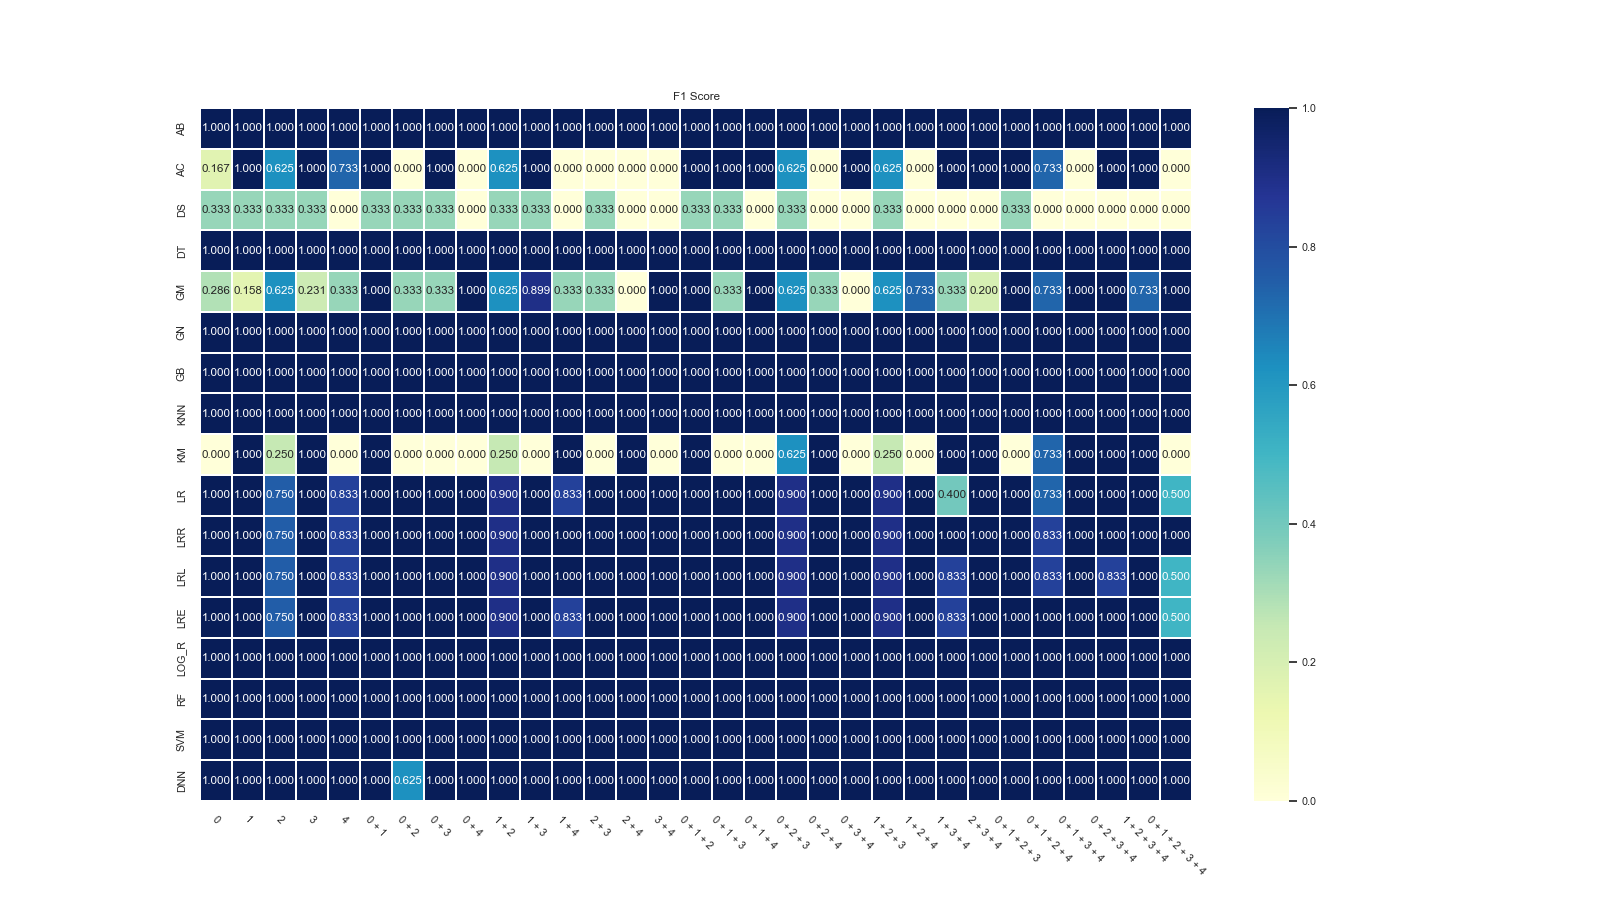 F1 Score
AB 1.000 1.000 1.000 1.000 1.000 1.000 1.000 1.000 1.000 1.000 1.000 1.000 1.000 1.000 1.000 1.000 1.000 1.000 1.000 1.000 1.000 1.000 1.000 1.000 1.000 1.000 1.000 1.000 1.000 1.000 1.000
AC 0.167 1.000 0.625 1.000 0.733 1.000 0.000 1.000 0.000 0.625 1.000 0.000 0.000 0.000 0.000 1.000 1.000 1.000 0.625 0.000 1.000 0.625 0.000 1.000 1.000 1.000 0.733 0.000 1.000 1.000 0.000
DS 0.333 0.333 0.333 0.333 0.000 0.333 0.333 0.333 0.000 0.333 0.333 0.000 0.333 0.000 0.000 0.333 0.333 0.000 0.333 0.000 0.000 0.333 0.000 0.000 0.000 0.333 0.000 0.000 0.000 0.000 0.000
DT 1.000 1.000 1.000 1.000 1.000 1.000 1.000 1.000 1.000 1.000 1.000 1.000 1.000 1.000 1.000 1.000 1.000 1.000 1.000 1.000 1.000 1.000 1.000 1.000 1.000 1.000 1.000 1.000 1.000 1.000 1.000
GM 0.286 0.158 0.625 0.231 0.333 1.000 0.333 0.333 1.000 0.625 0.899 0.333 0.333 0.000 1.000 1.000 0.333 1.000 0.625 0.333 0.000 0.625 0.733 0.333 0.200 1.000 0.733 1.000 1.000 0.733 1.000
GN 1.000 1.000 1.000 1.000 1.000 1.000 1.000 1.000 1.000 1.000 1.000 1.000 1.000 1.000 1.000 1.000 1.000 1.000 1.000 1.000 1.000 1.000 1.000 1.000 1.000 1.000 1.000 1.000 1.000 1.000 1.000
GB 1.000 1.000 1.000 1.000 1.000 1.000 1.000 1.000 1.000 1.000 1.000 1.000 1.000 1.000 1.000 1.000 1.000 1.000 1.000 1.000 1.000 1.000 1.000 1.000 1.000 1.000 1.000 1.000 1.000 1.000 1.000
KNN 1.000 1.000 1.000 1.000 1.000 1.000 1.000 1.000 1.000 1.000 1.000 1.000 1.000 1.000 1.000 1.000 1.000 1.000 1.000 1.000 1.000 1.000 1.000 1.000 1.000 1.000 1.000 1.000 1.000 1.000 1.000
KM 0.000 1.000 0.250 1.000 0.000 1.000 0.000 0.000 0.000 0.250 0.000 1.000 0.000 1.000 0.000 1.000 0.000 0.000 0.625 1.000 0.000 0.250 0.000 1.000 1.000 0.000 0.733 1.000 1.000 1.000 0.000
LR 1.000 1.000 0.750 1.000 0.833 1.000 1.000 1.000 1.000 0.900 1.000 0.833 1.000 1.000 1.000 1.000 1.000 1.000 0.900 1.000 1.000 0.900 1.000 0.400 1.000 1.000 0.733 1.000 1.000 1.000 0.500
LRR 1.000 1.000 0.750 1.000 0.833 1.000 1.000 1.000 1.000 0.900 1.000 1.000 1.000 1.000 1.000 1.000 1.000 1.000 0.900 1.000 1.000 0.900 1.000 1.000 1.000 1.000 0.833 1.000 1.000 1.000 1.000
LRL 1.000 1.000 0.750 1.000 0.833 1.000 1.000 1.000 1.000 0.900 1.000 1.000 1.000 1.000 1.000 1.000 1.000 1.000 0.900 1.000 1.000 0.900 1.000 0.833 1.000 1.000 0.833 1.000 0.833 1.000 0.500
LRE 1.000 1.000 0.750 1.000 0.833 1.000 1.000 1.000 1.000 0.900 1.000 0.833 1.000 1.000 1.000 1.000 1.000 1.000 0.900 1.000 1.000 0.900 1.000 0.833 1.000 1.000 1.000 1.000 1.000 1.000 0.500
LOG_R 1.000 1.000 1.000 1.000 1.000 1.000 1.000 1.000 1.000 1.000 1.000 1.000 1.000 1.000 1.000 1.000 1.000 1.000 1.000 1.000 1.000 1.000 1.000 1.000 1.000 1.000 1.000 1.000 1.000 1.000 1.000
RF 1.000 1.000 1.000 1.000 1.000 1.000 1.000 1.000 1.000 1.000 1.000 1.000 1.000 1.000 1.000 1.000 1.000 1.000 1.000 1.000 1.000 1.000 1.000 1.000 1.000 1.000 1.000 1.000 1.000 1.000 1.000
SVM 1.000 1.000 1.000 1.000 1.000 1.000 1.000 1.000 1.000 1.000 1.000 1.000 1.000 1.000 1.000 1.000 1.000 1.000 1.000 1.000 1.000 1.000 1.000 1.000 1.000 1.000 1.000 1.000 1.000 1.000 1.000
DNN 1.000 1.000 1.000 1.000 1.000 1.000 0.625 1.000 1.000 1.000 1.000 1.000 1.000 1.000 1.000 1.000 1.000 1.000 1.000 1.000 1.000 1.000 1.000 1.000 1.000 1.000 1.000 1.000 1.000 1.000 1.000
0
1
2
3
4
0 + 1
0 + 2
0 + 3
0 + 4
1 + 2
1 + 3
1 + 4
2 + 3
2 + 4
3 + 4
0 + 1 + 2
0 + 1 + 3
0 + 1 + 4
0 + 2 + 3
0 + 2 + 4
0 + 3 + 4
1 + 2 + 3
1 + 2 + 4
1 + 3 + 4
2 + 3 + 4
0 + 1 + 2 + 3
0 + 1 + 2 + 4
0 + 1 + 3 + 4
0 + 2 + 3 + 4
1 + 2 + 3 + 4
0 + 1 + 2 + 3 + 4
1.0
0.8
0.6
0.4
0.2
0.0